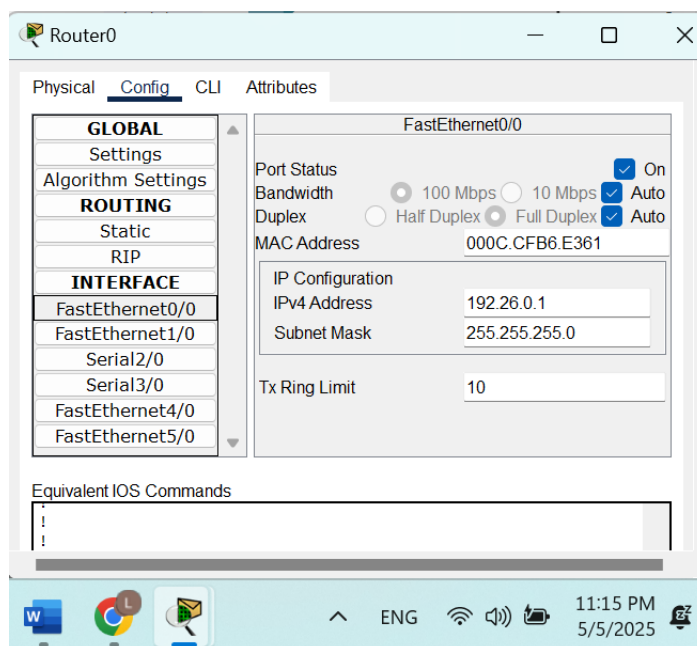 Router0
Physical Config CLI Attributes
GLOBAL
Settings
Algorithm Settings
ROUTING
Static
RIP
INTERFACE
FastEthernet0/0
FastEthernet1/0
Serial2/0
Serial3/0
FastEthernet4/0
FastEthernet5/0
FastEthernet0/0
Port Status On
Bandwidth 100 Mbps 10 Mbps Auto
Duplex Half Duplex Full Duplex Auto
MAC Address 000C.CFB6.E361
IP Configuration
IPv4 Address 192.26.0.1
Subnet Mask 255.255.255.0
Tx Ring Limit 10
Equivalent IOS Commands
!
!
!
W L ENG 11:15 PM
5/5/2025